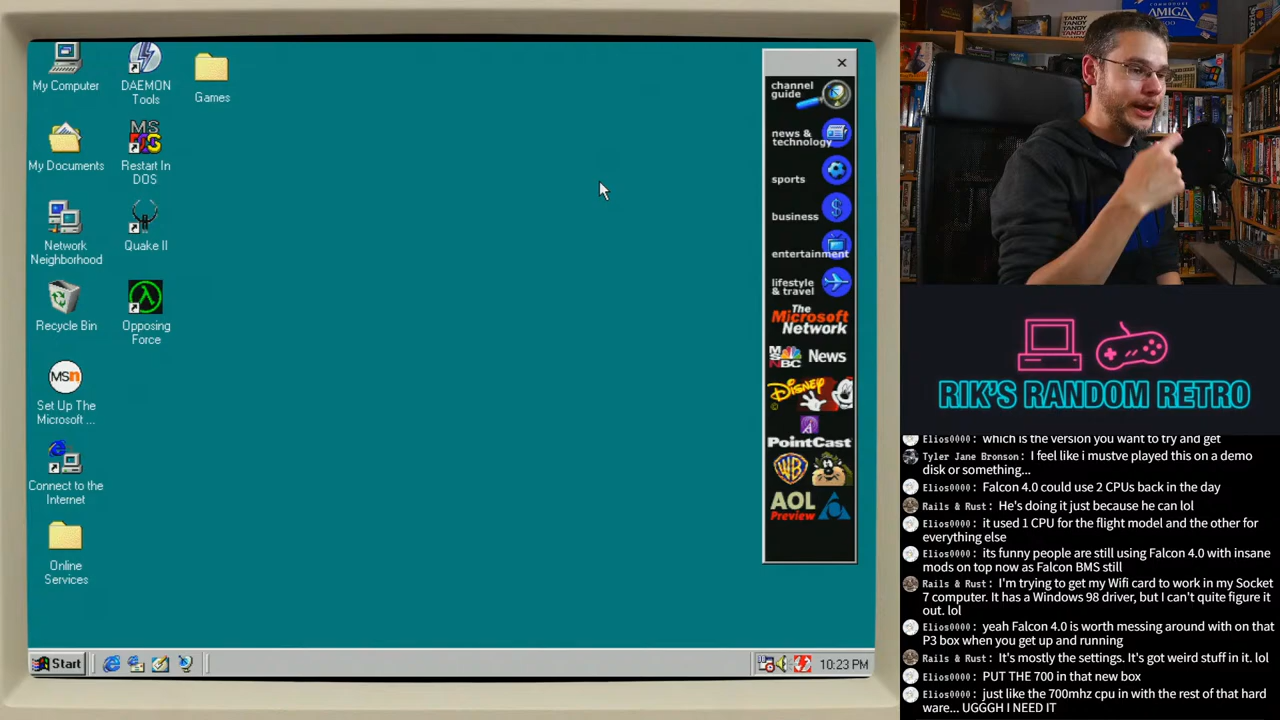 My Computer
DAEMON
Tools
Games
My Documents
Restart In
DOS
Network
Neighborhood
Quake II
Recycle Bin
Opposing
Force
MSn
Set Up The
Microsoft ...
Connect to the
Internet
Online
Services
channel
guide
news &
technology
sports
business
entertainment
lifestyle
& travel
The
Microsoft
Network
MSNBC News
DISNEY
PointCast
WB
AOL
Preview
Start
10:23 PM
COMMODORE
AMIGA
TANDY
TANDY
TANDY
RIK'S RANDOM RETRO
Elios0000: which is the version you want to try and get
Tyler Jane Bronson: I feel like i mustve played this on a demo
disk or something...
Elios0000: Falcon 4.0 could use 2 CPUs back in the day
Rails & Rust: He's doing it just because he can lol
Elios0000: it used 1 CPU for the flight model and the other for
everything else
Elios0000: its funny people are still using Falcon 4.0 with insane
mods on top now as Falcon BMS still
Rails & Rust: I'm trying to get my Wifi card to work in my Socket
7 computer. It has a Windows 98 driver, but I can't quite figure it
out. lol
Elios0000: yeah Falcon 4.0 is worth messing around with on that
P3 box when you get up and running
Rails & Rust: It's mostly the settings. It's got weird stuff in it. lol
Elios0000: PUT THE 700 in that new box
Elios0000: just like the 700mhz cpu in with the rest of that hard
ware... UGGGH I NEED IT